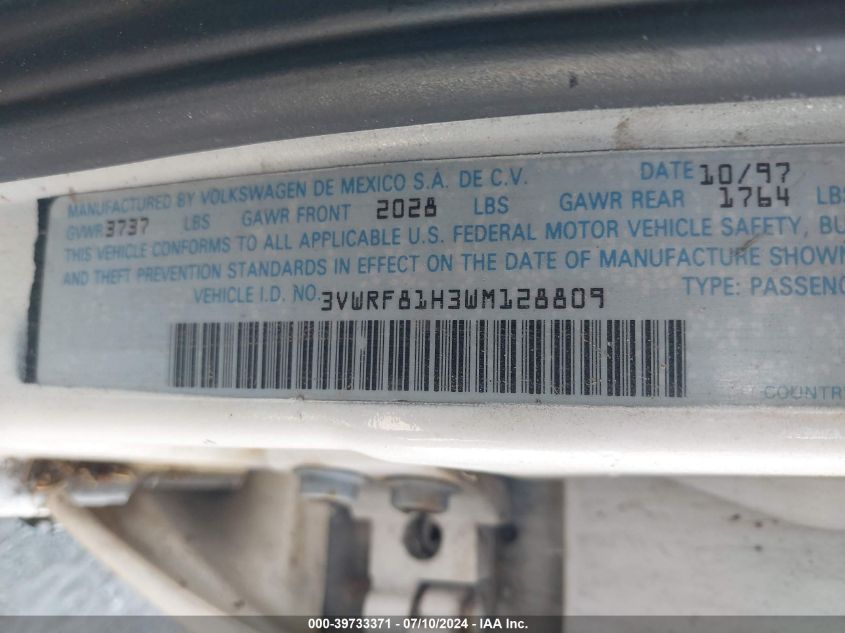 MANUFACTURED BY VOLKSWAGEN DE MEXICO S.A. DE C.V. DATE 10/97
GVWR 3737 LBS GAWR FRONT 2028 LBS GAWR REAR 1764 LBS
THIS VEHICLE CONFORMS TO ALL APPLICABLE U.S. FEDERAL MOTOR VEHICLE SAFETY, BU
AND THEFT PREVENTION STANDARDS IN EFFECT ON THE DATE OF MANUFACTURE SHOWN
VEHICLE I.D. NO. 3VWRF81H3WM128809 TYPE: PASSENG
COUNTR
000-39733371 - 07/10/2024 - IAA Inc.